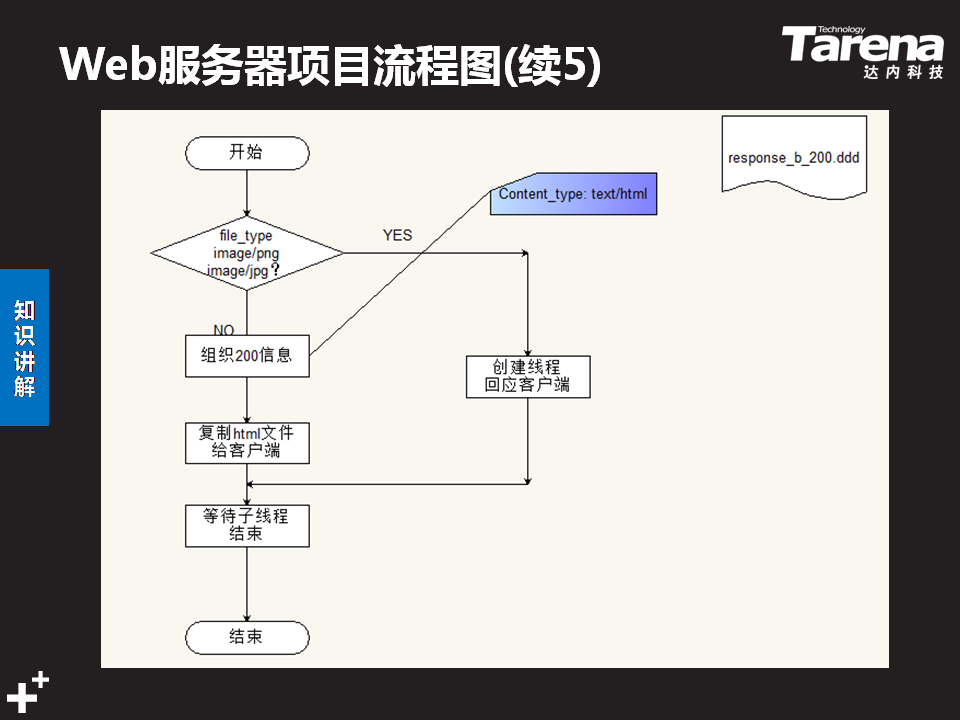 Web服务器项目流程图(续5)
Technology
Tarena
达内科技
开始
response_b_200.ddd
Content_type: text/html
file_type
image/png
image/jpg?
YES
NO
组织200信息
创建线程
回应客户端
复制html文件
给客户端
等待子线程
结束
结束
知识讲解